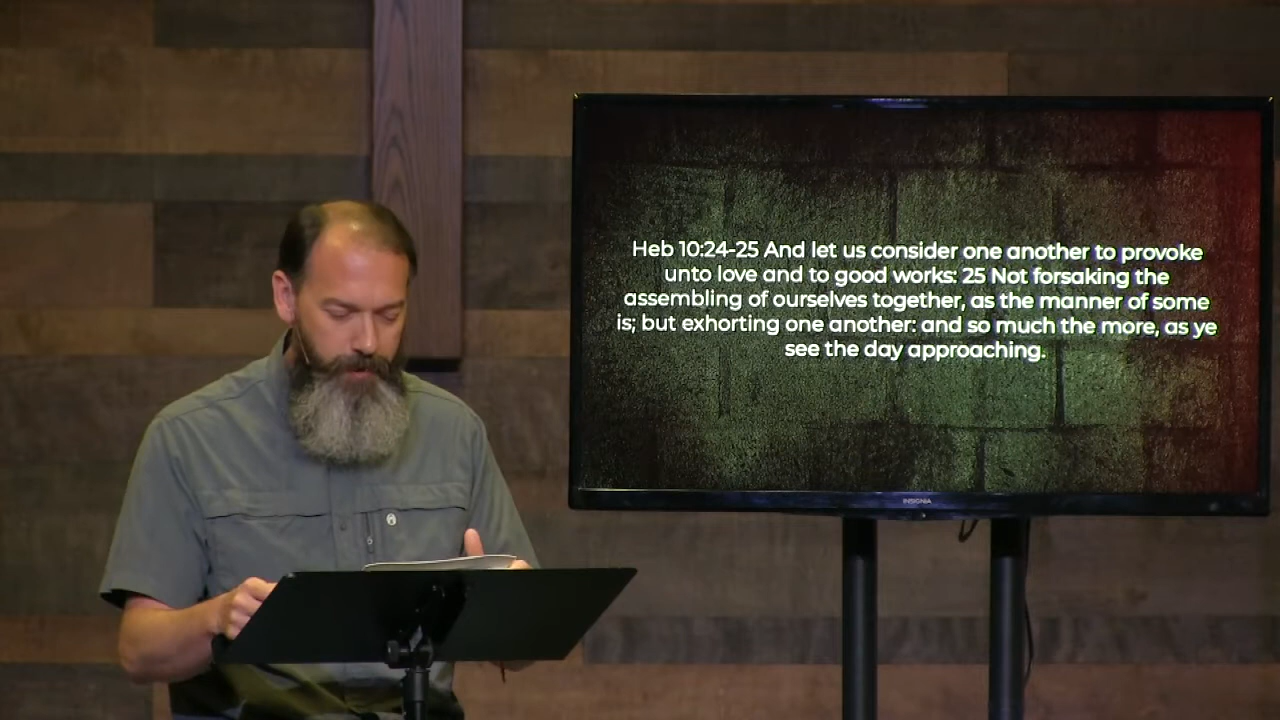 Heb 10:24-25 And let us consider one another to provoke
unto love and to good works: 25 Not forsaking the
assembling of ourselves together, as the manner of some
is; but exhorting one another: and so much the more, as ye
see the day approaching.
INSIGNIA